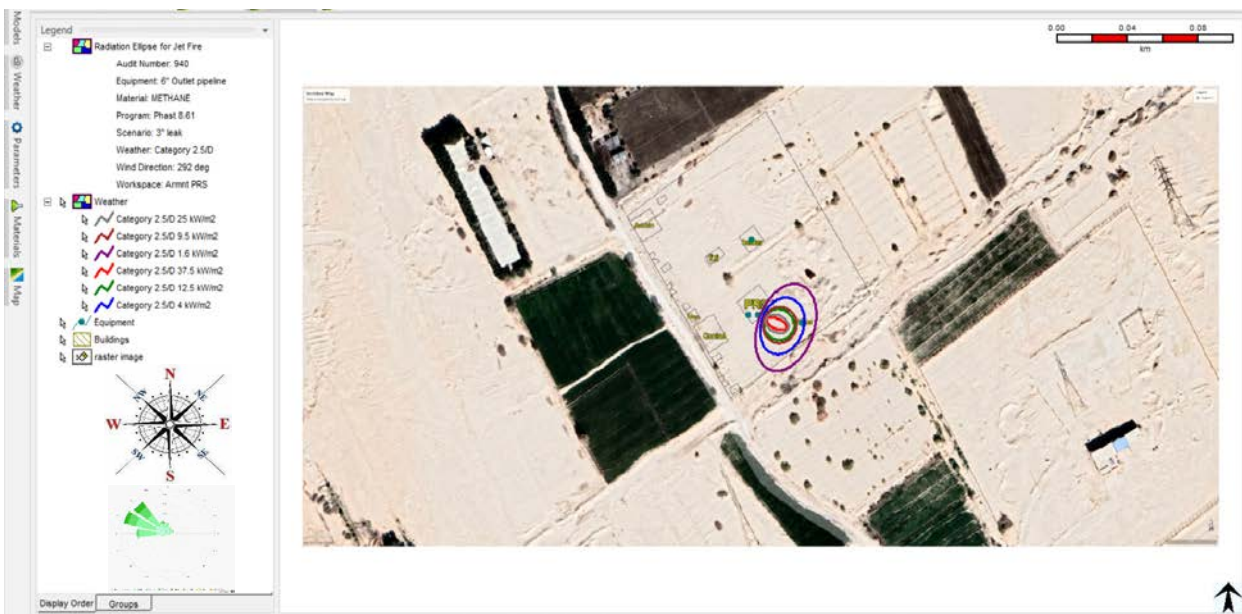 Models
Weather
Parameters
Materials
Map
Legend
Radiation Ellipse for Jet Fire
Audit Number: 940
Equipment: 6" Outlet pipeline
Material: METHANE
Program: Phast 8.61
Scenario: 3" leak
Weather: Category 2.5/D
Wind Direction: 292 deg
Workspace: Armnt PRS
Weather
Category 2.5/D 25 kW/m2
Category 2.5/D 9.5 kW/m2
Category 2.5/D 1.6 kW/m2
Category 2.5/D 37.5 kW/m2
Category 2.5/D 12.5 kW/m2
Category 2.5/D 4 kW/m2
Equipment
Buildings
raster image
N
NW
NE
W
E
SW
SE
S
Display Order
Groups
0.00 0.04 0.08
km